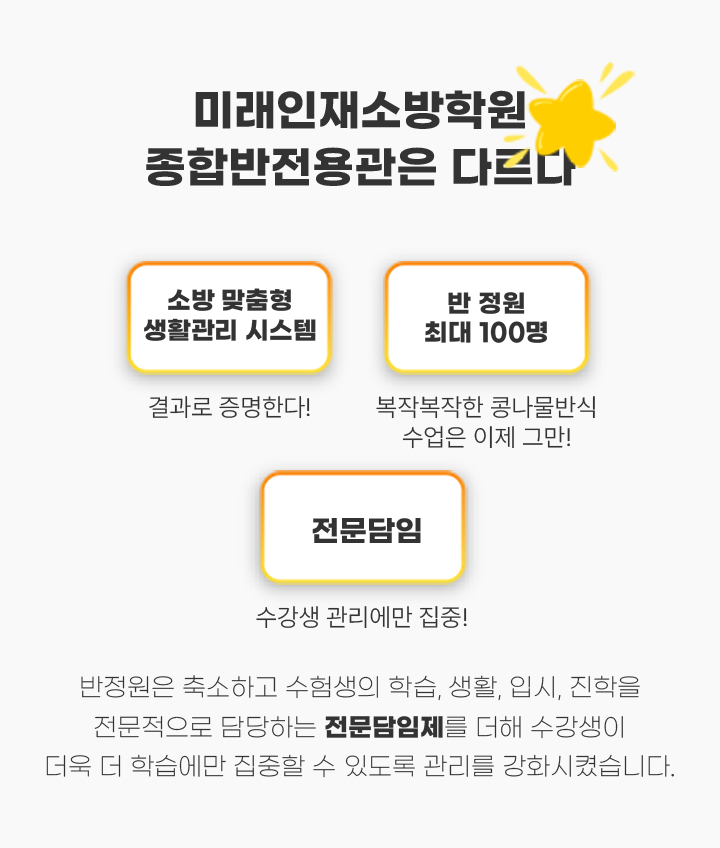 미래인재소방학원
종합반전용관은 다르다
소방 맞춤형
생활관리 시스템
결과로 증명한다!
반 정원
최대 100명
복작복작한 콩나물반식
수업은 이제 그만!
전문담임
수강생 관리에만 집중!
반정원은 축소하고 수험생의 학습, 생활, 입시, 진학을
전문적으로 담당하는 전문담임제를 더해 수강생이
더욱 더 학습에만 집중할 수 있도록 관리를 강화시켰습니다.